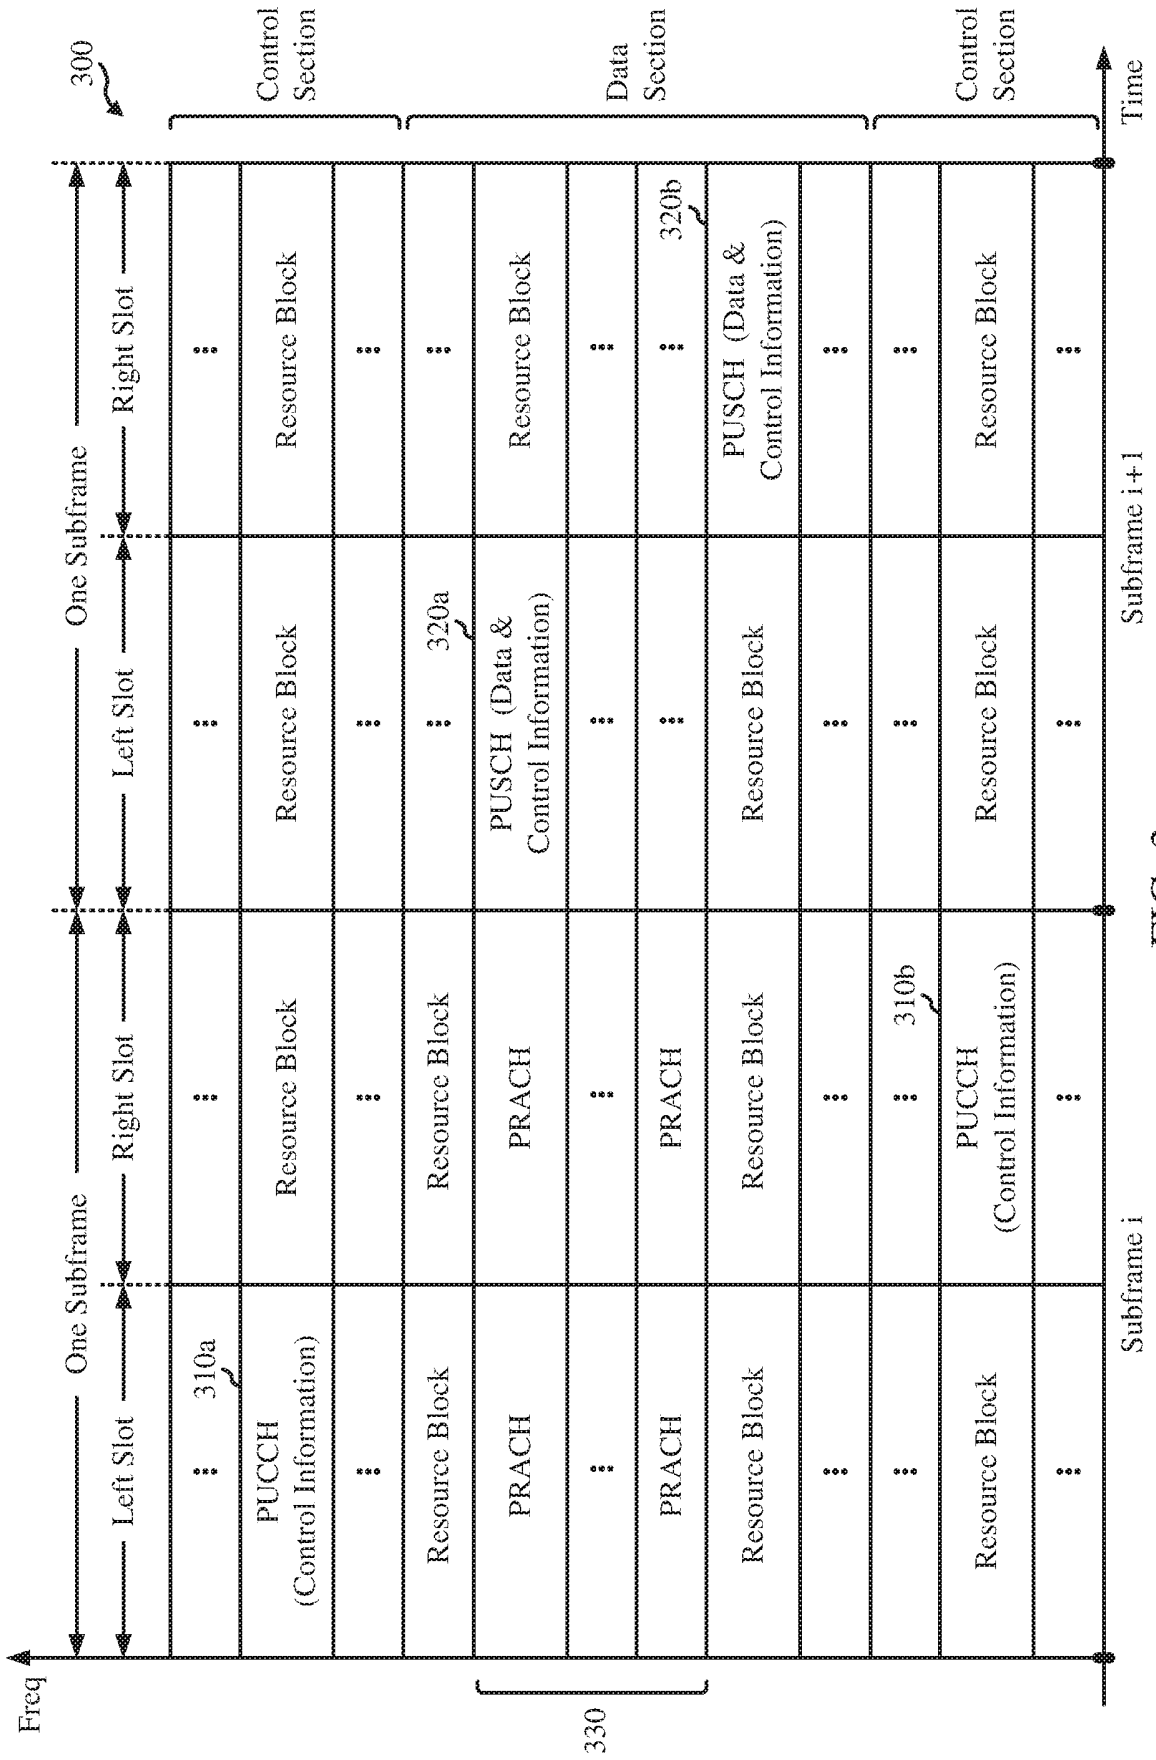 300
Freq
One Subframe
One Subframe
Left Slot
Right Slot
Left Slot
Right Slot
310a
PUCCH
(Control Information)
Resource Block
Resource Block
Resource Block
Control
Section
Resource Block
Resource Block
320a
330
PRACH
PRACH
PUSCH (Data &
Control Information)
Resource Block
Data
Section
PRACH
PRACH
320b
Resource Block
Resource Block
Resource Block
PUSCH (Data &
Control Information)
310b
Resource Block
PUCCH
(Control Information)
Resource Block
Resource Block
Control
Section
Subframe i
Subframe i+1
Time